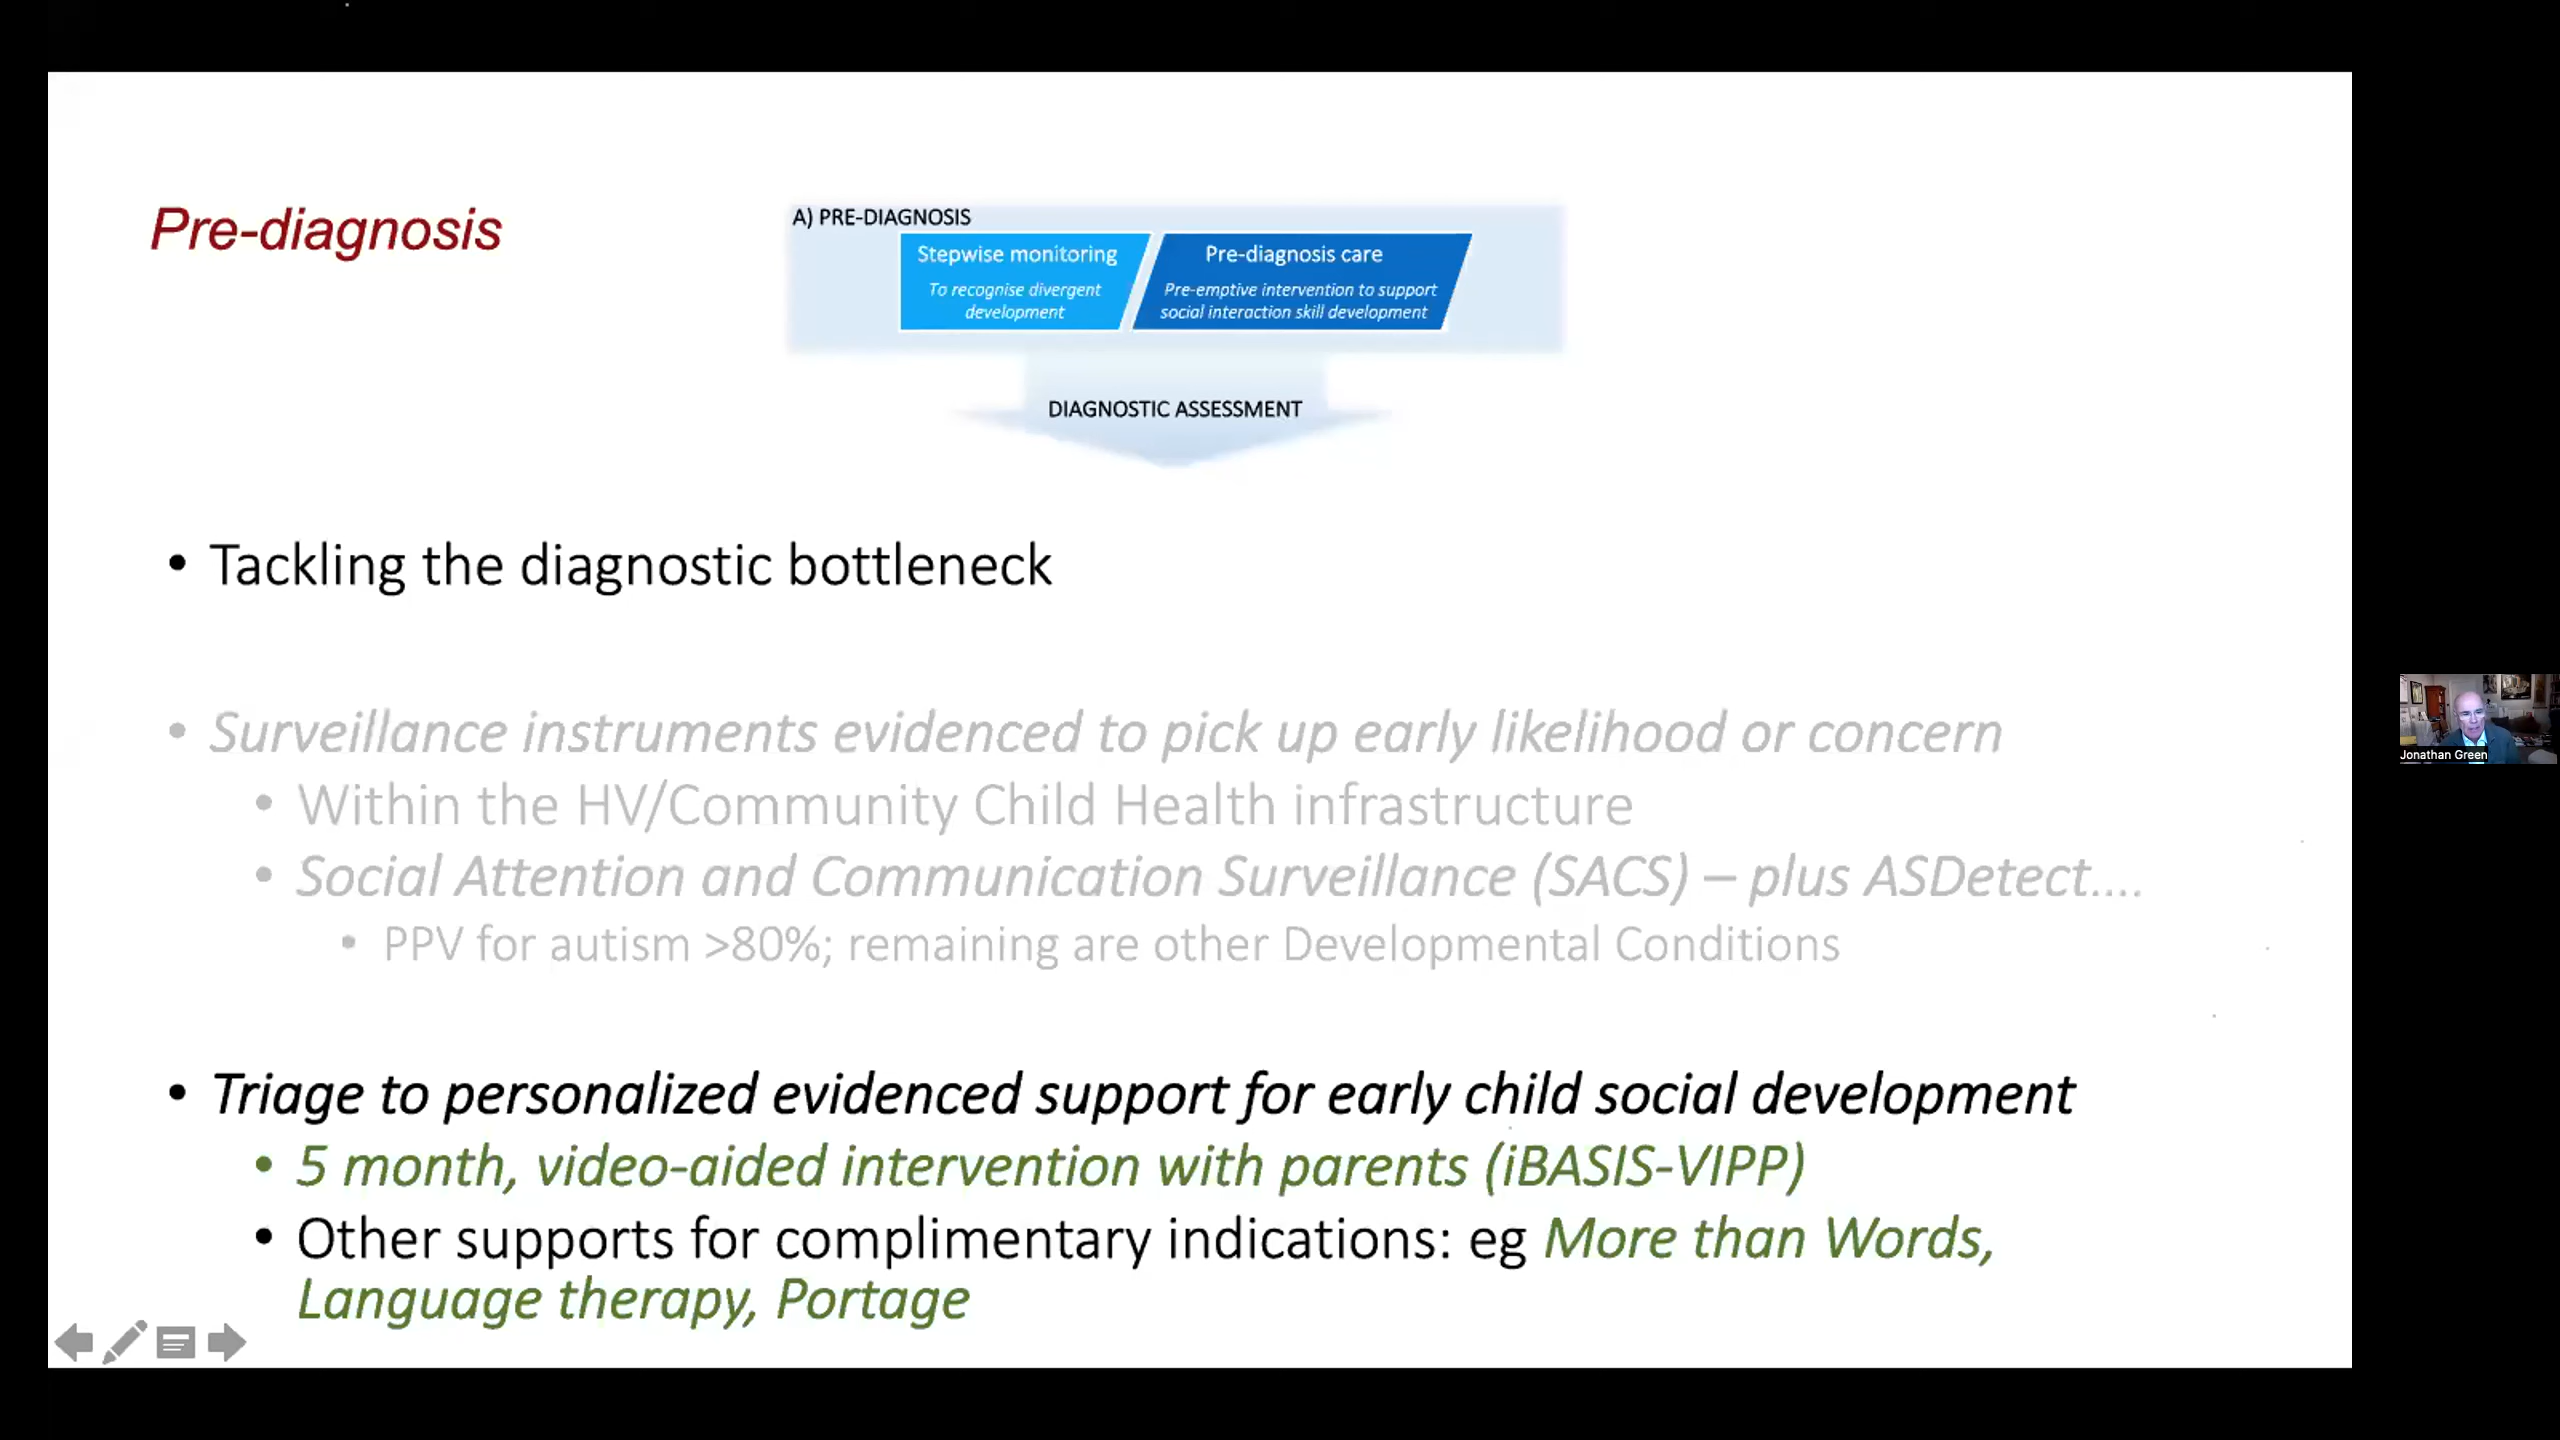 Pre-diagnosis
A) PRE-DIAGNOSIS
Stepwise monitoring
To recognise divergent
development
Pre-diagnosis care
Pre-emptive intervention to support
social interaction skill development
DIAGNOSTIC ASSESSMENT
• Tackling the diagnostic bottleneck
• Surveillance instruments evidenced to pick up early likelihood or concern
• Within the HV/Community Child Health infrastructure
• Social Attention and Communication Surveillance (SACS) – plus ASDetect....
• PPV for autism >80%; remaining are other Developmental Conditions
• Triage to personalized evidenced support for early child social development
• 5 month, video-aided intervention with parents (iBASIS-VIPP)
• Other supports for complimentary indications: eg More than Words,
Language therapy, Portage
Jonathan Green